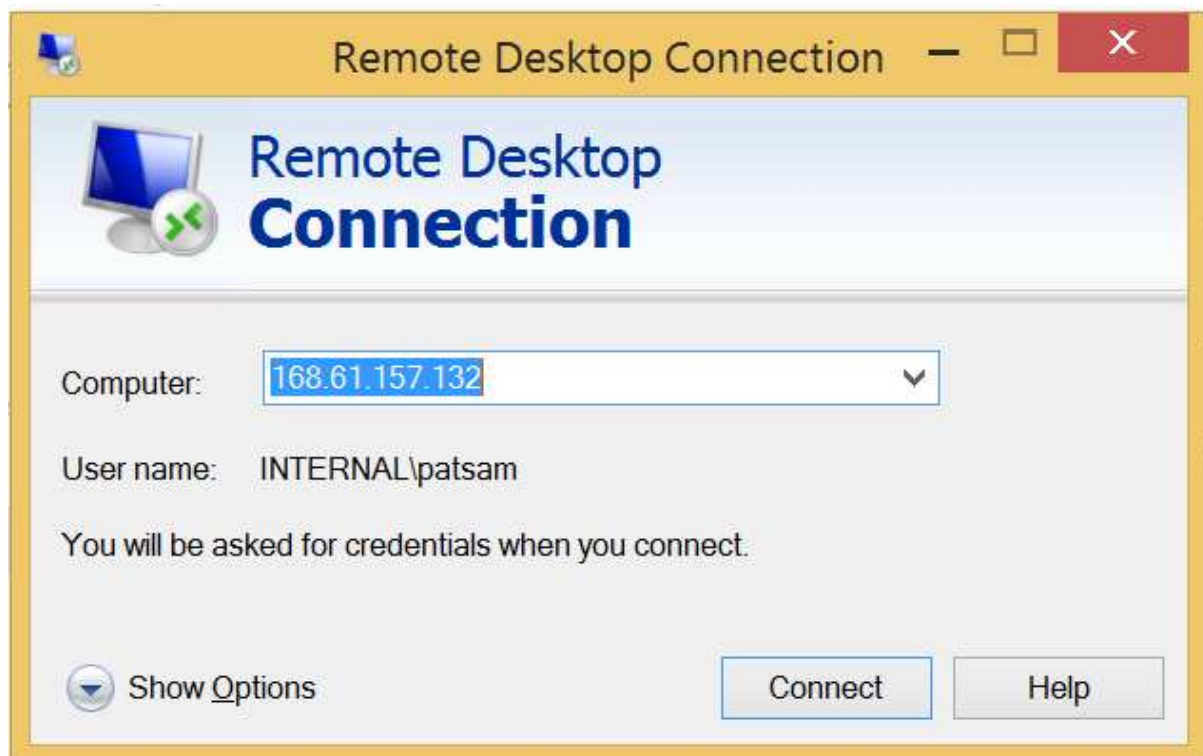 Remote Desktop Connection
Remote Desktop
Connection
Computer: 168.61.157.132
User name: INTERNAL\patsam
You will be asked for credentials when you connect.
Show Options Connect Help